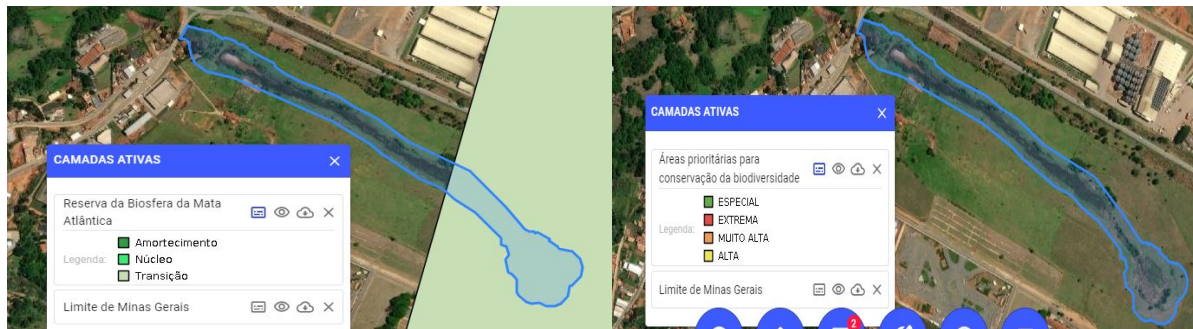 CAMADAS ATIVAS
Reserva da Biosfera da Mata
Atlântica
Legenda:
Amortecimento
Núcleo
Transição
Limite de Minas Gerais
CAMADAS ATIVAS
Áreas prioritárias para
conservação da biodiversidade
Legenda:
ESPECIAL
EXTREMA
MUITO ALTA
ALTA
Limite de Minas Gerais
2